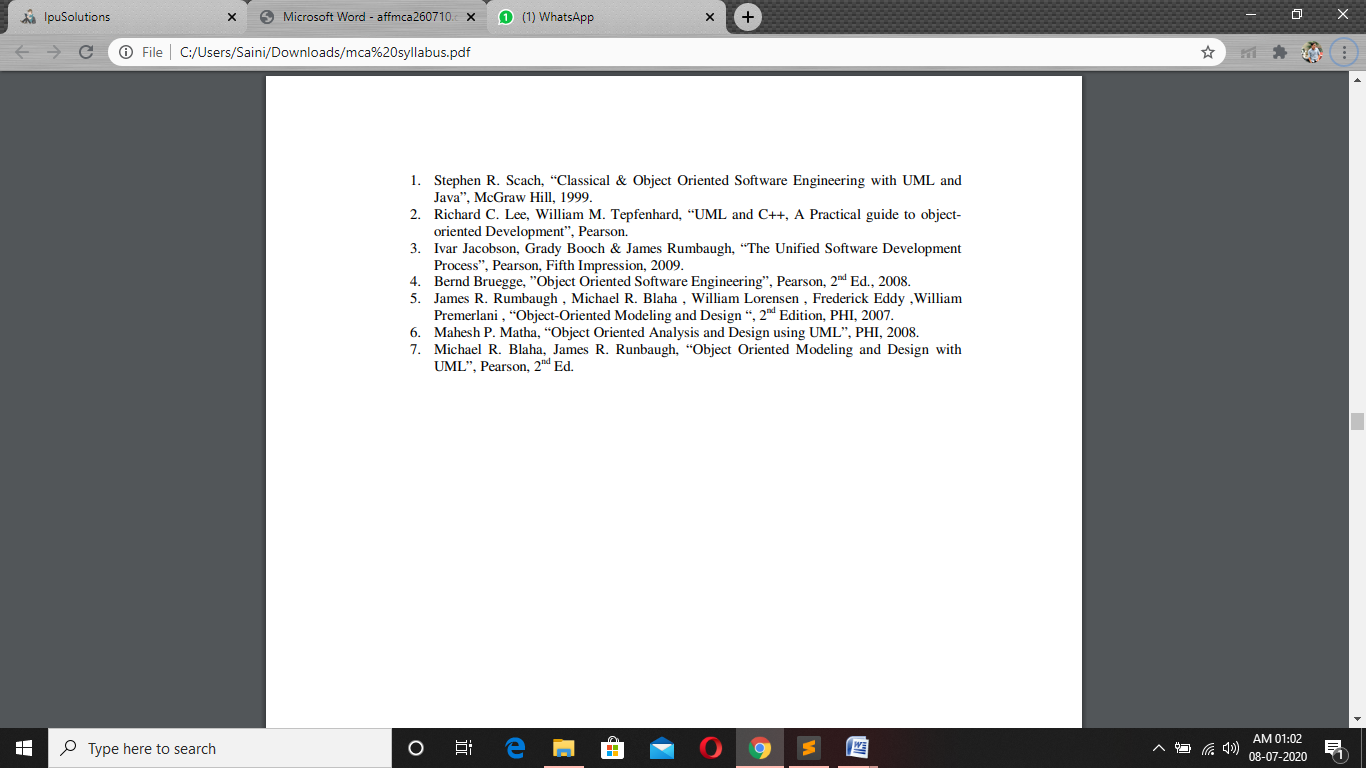 IpuSolutions
Microsoft Word - affmca260710.
1 (1) WhatsApp
File C:/Users/Saini/Downloads/mca%20syllabus.pdf
1. Stephen R. Scach, “Classical & Object Oriented Software Engineering with UML and
Java”, McGraw Hill, 1999.
2. Richard C. Lee, William M. Tepfenhard, “UML and C++, A Practical guide to object-
oriented Development”, Pearson.
3. Ivar Jacobson, Grady Booch & James Rumbaugh, “The Unified Software Development
Process”, Pearson, Fifth Impression, 2009.
4. Bernd Bruegge, ”Object Oriented Software Engineering”, Pearson, 2nd Ed., 2008.
5. James R. Rumbaugh , Michael R. Blaha , William Lorensen , Frederick Eddy ,William
Premerlani , “Object-Oriented Modeling and Design “, 2nd Edition, PHI, 2007.
6. Mahesh P. Matha, “Object Oriented Analysis and Design using UML”, PHI, 2008.
7. Michael R. Blaha, James R. Runbaugh, “Object Oriented Modeling and Design with
UML”, Pearson, 2nd Ed.
Type here to search
AM 01:02
08-07-2020
1